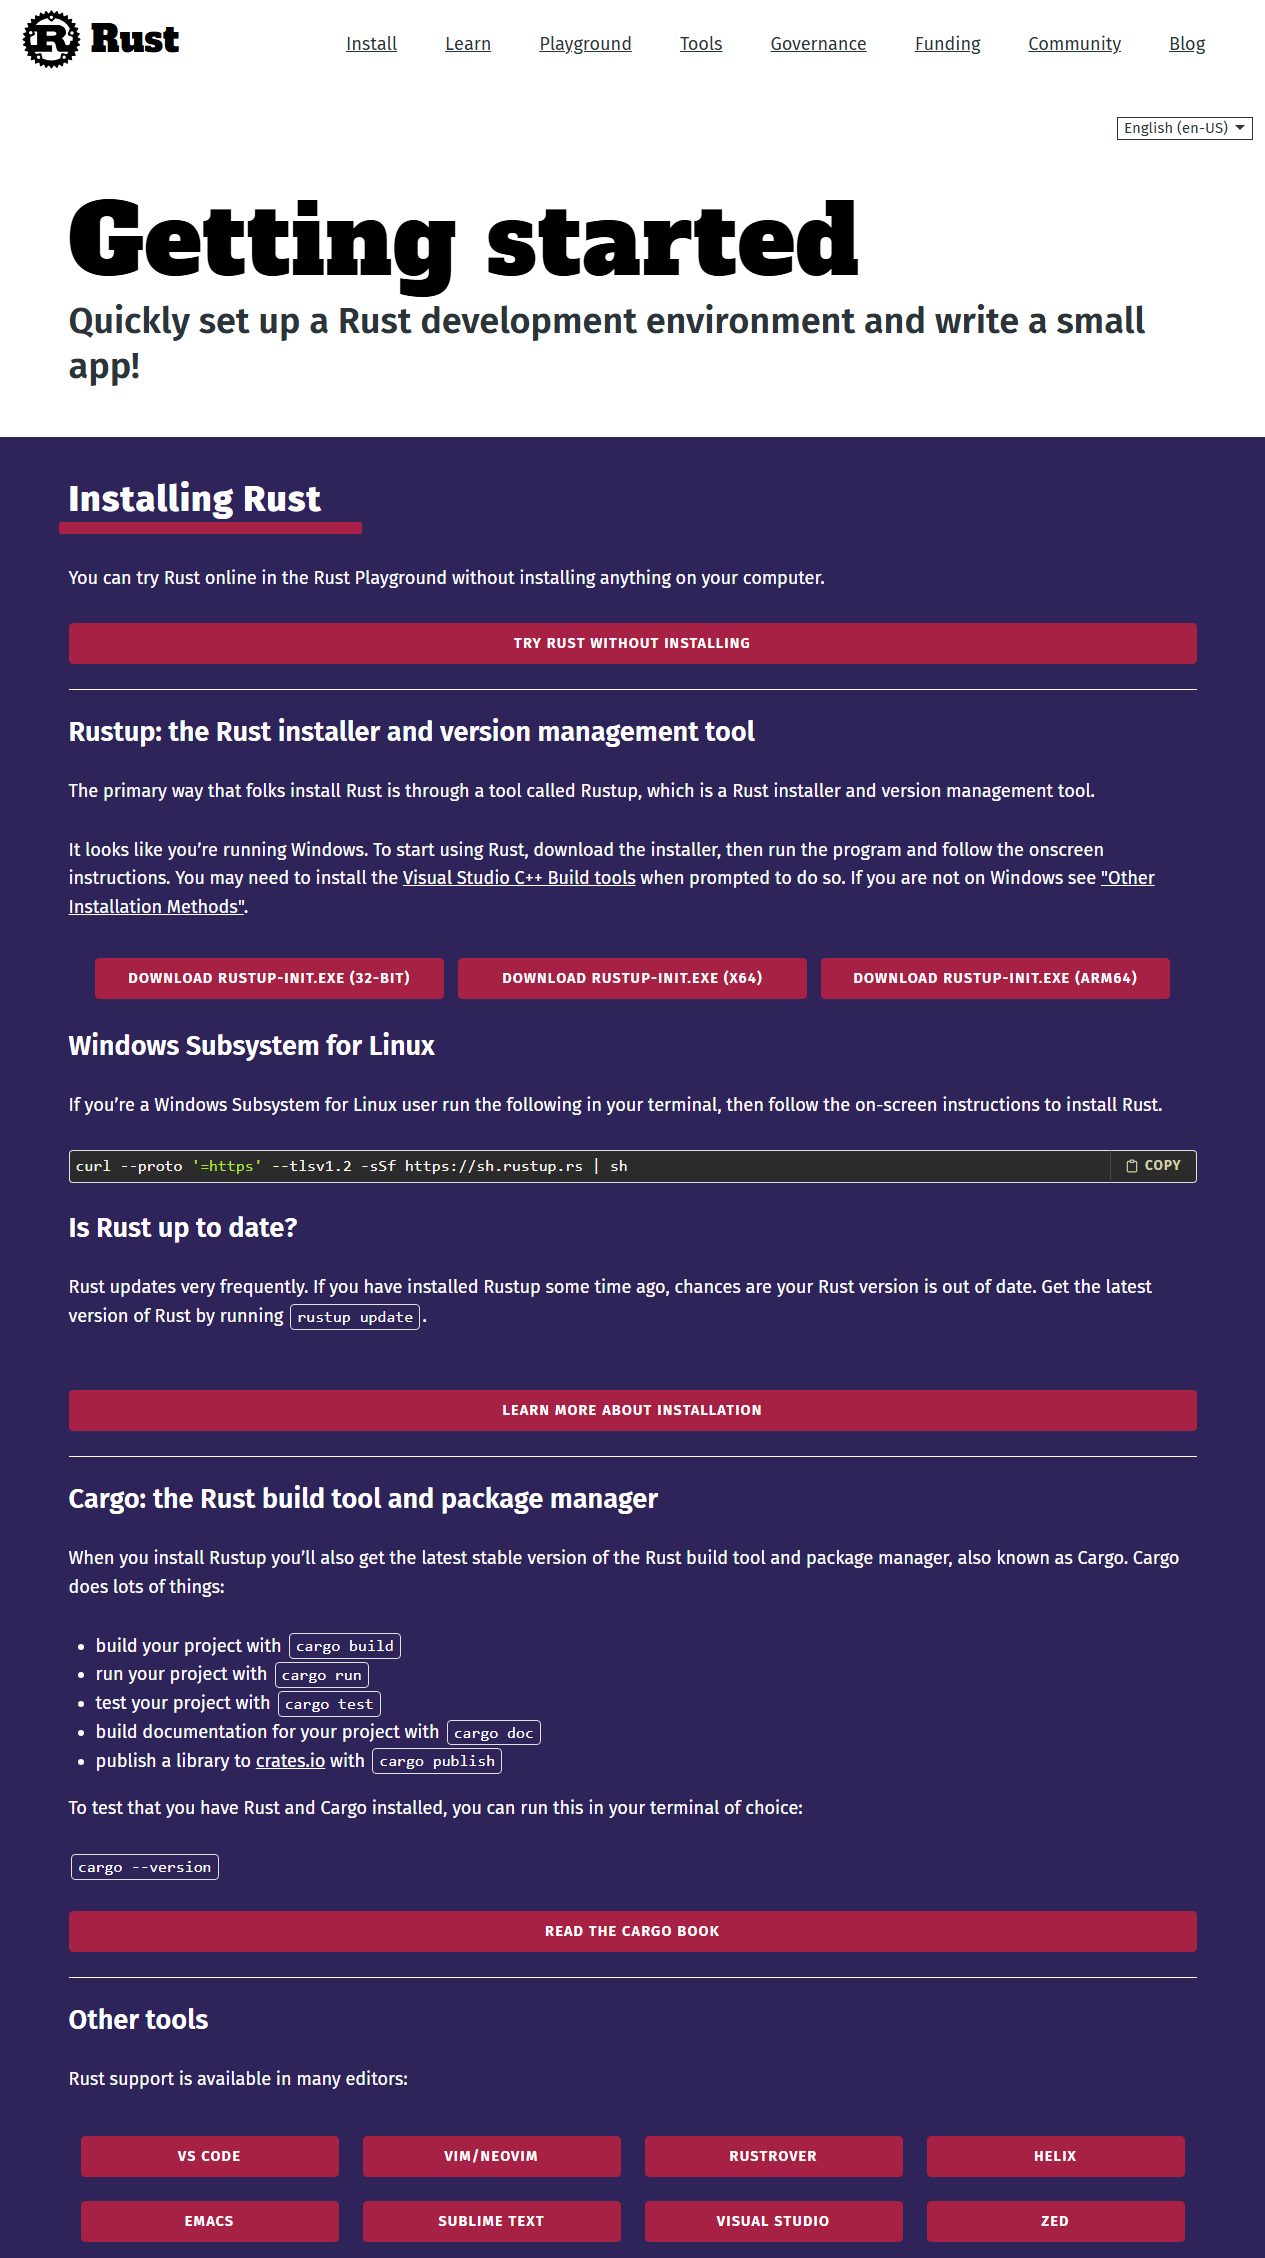 Rust
Install Learn Playground Tools Governance Funding Community Blog
English (en-US)
Getting started
Quickly set up a Rust development environment and write a small
app!
Installing Rust
You can try Rust online in the Rust Playground without installing anything on your computer.
TRY RUST WITHOUT INSTALLING
Rustup: the Rust installer and version management tool
The primary way that folks install Rust is through a tool called Rustup, which is a Rust installer and version management tool.
It looks like you’re running Windows. To start using Rust, download the installer, then run the program and follow the onscreen
instructions. You may need to install the Visual Studio C++ Build tools when prompted to do so. If you are not on Windows see "Other
Installation Methods".
DOWNLOAD RUSTUP-INIT.EXE (32-BIT) DOWNLOAD RUSTUP-INIT.EXE (X64) DOWNLOAD RUSTUP-INIT.EXE (ARM64)
Windows Subsystem for Linux
If you’re a Windows Subsystem for Linux user run the following in your terminal, then follow the on-screen instructions to install Rust.
curl --proto '=https' --tlsv1.2 -sSf https://sh.rustup.rs | sh COPY
Is Rust up to date?
Rust updates very frequently. If you have installed Rustup some time ago, chances are your Rust version is out of date. Get the latest
version of Rust by running rustup update.
LEARN MORE ABOUT INSTALLATION
Cargo: the Rust build tool and package manager
When you install Rustup you’ll also get the latest stable version of the Rust build tool and package manager, also known as Cargo. Cargo
does lots of things:
• build your project with cargo build
• run your project with cargo run
• test your project with cargo test
• build documentation for your project with cargo doc
• publish a library to crates.io with cargo publish
To test that you have Rust and Cargo installed, you can run this in your terminal of choice:
cargo --version
READ THE CARGO BOOK
Other tools
Rust support is available in many editors:
VS CODE VIM/NEOVIM RUSTROVER HELIX
EMACS SUBLIME TEXT VISUAL STUDIO ZED